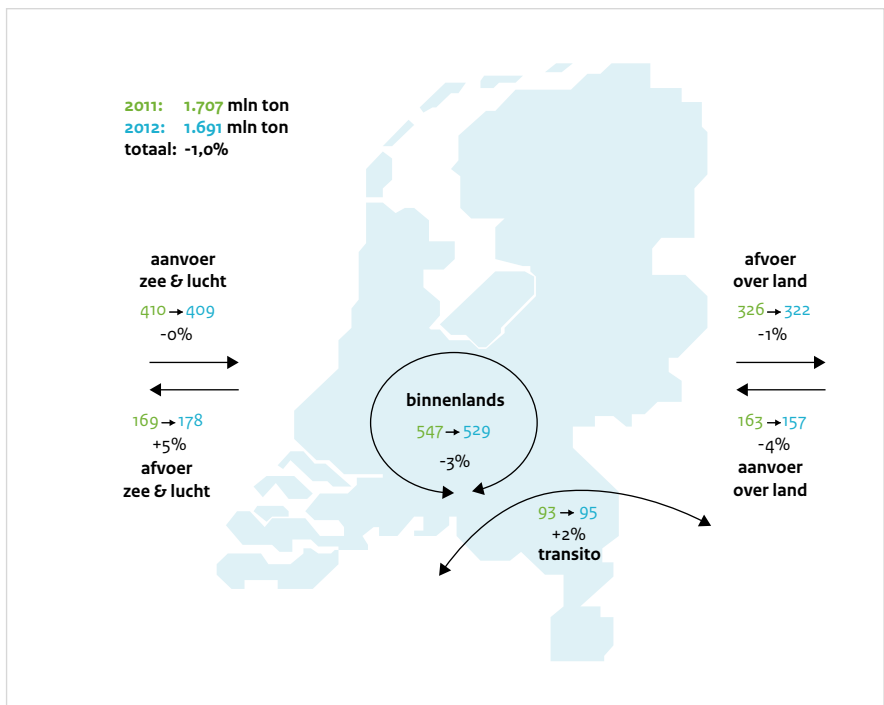 2011: 1.707 mln ton
2012: 1.691 mln ton
totaal: -1,0%
aanvoer
zee & lucht
410 → 409
-0%
169 → 178
+5%
afvoer
zee & lucht
binnenlands
547 → 529
-3%
93 → 95
+2%
transito
afvoer
over land
326 → 322
-1%
163 → 157
-4%
aanvoer
over land